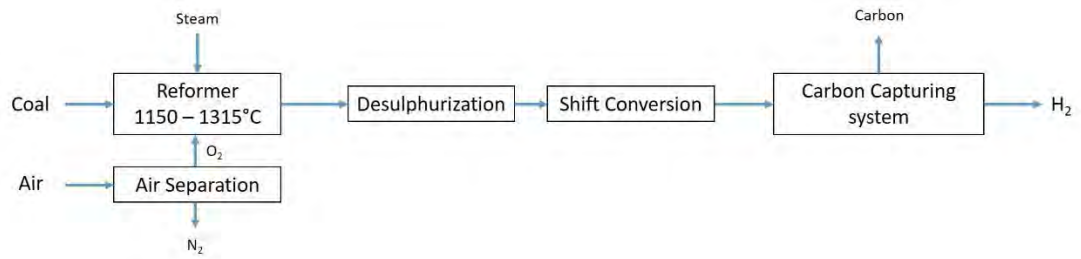 Steam
Carbon
Coal
Reformer
1150 – 1315°C
Desulphurization
Shift Conversion
Carbon Capturing
system
H₂
O₂
Air
Air Separation
N₂